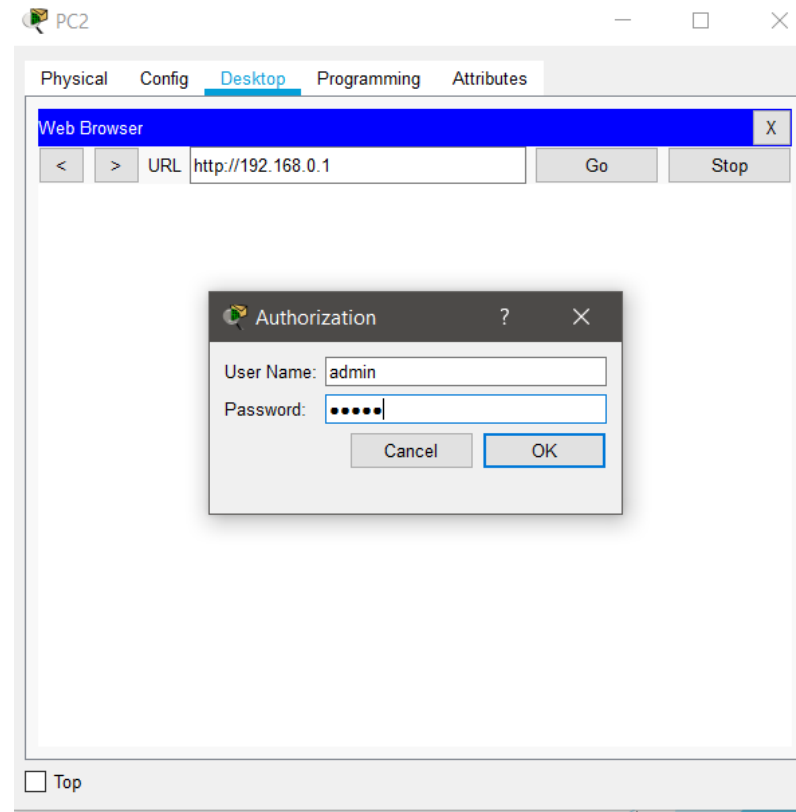 PC2
Physical Config Desktop Programming Attributes
Web Browser X
< > URL http://192.168.0.1 Go Stop
Authorization ?
User Name: admin
Password: •••••
Cancel OK
Top